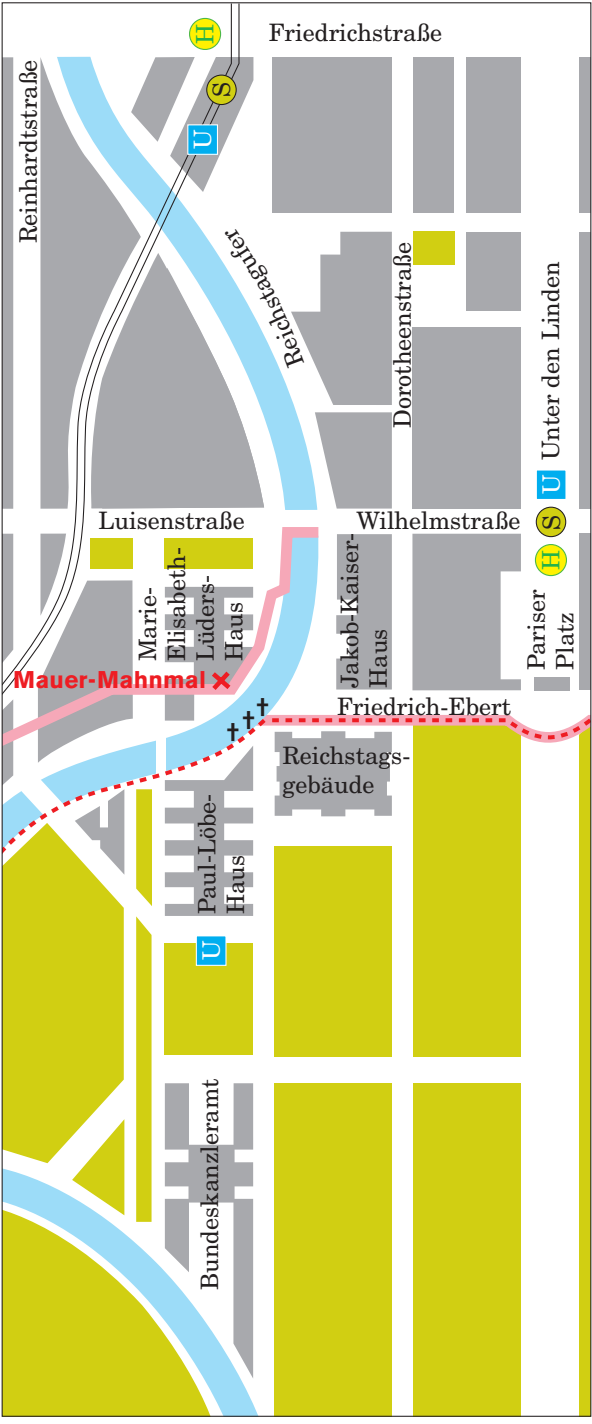 H
Friedrichstraße
S
U
Reinhardtstraße
Reichstagufer
Dorotheenstraße
Unter den Linden
U
S
H
Luisenstraße
Wilhelmstraße
Marie-
Elisabeth-
Lüders-
Haus
Jakob-Kaiser-
Haus
Pariser
Platz
Mauer-Mahnmal
Friedrich-Ebert
Reichstags-
gebäude
Paul-Löbe-
Haus
U
Bundeskanzleramt